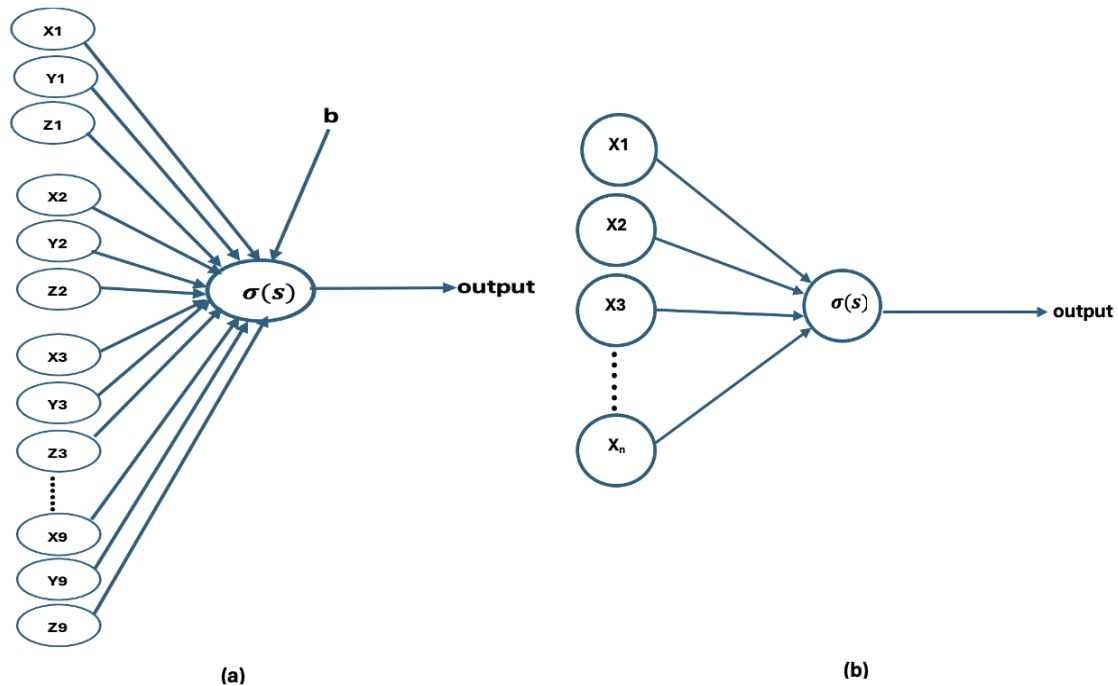 X1
Y1
Z1
X2
Y2
Z2
X3
Y3
Z3
X9
Y9
Z9
b
σ(s)
output
(a)
X1
X2
X3
Xₙ
σ(s)
output
(b)